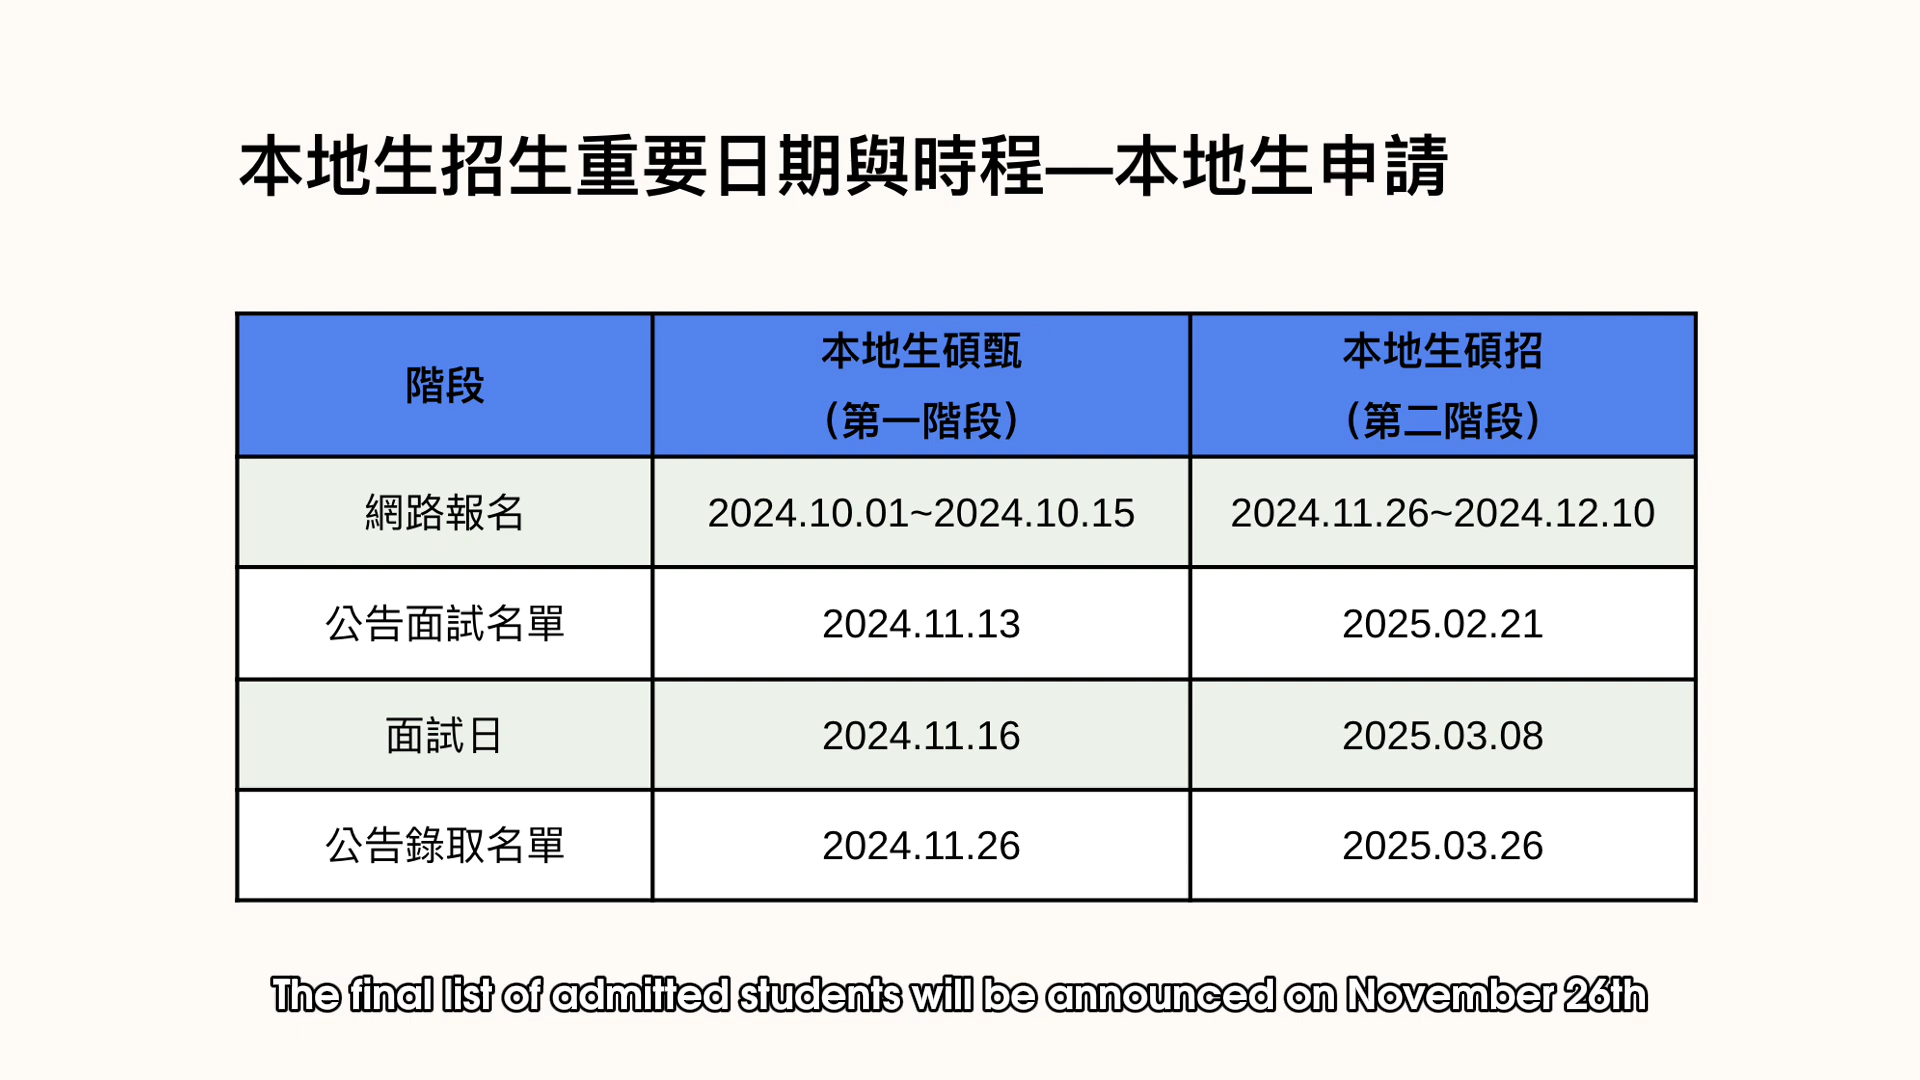 本地生招生重要日期與時程—本地生申請
階段
本地生碩甄
(第一階段)
本地生碩招
(第二階段)
網路報名
2024.10.01~2024.10.15
2024.11.26~2024.12.10
公告面試名單
2024.11.13
2025.02.21
面試日
2024.11.16
2025.03.08
公告錄取名單
2024.11.26
2025.03.26
The final list of admitted students will be announced on November 26th